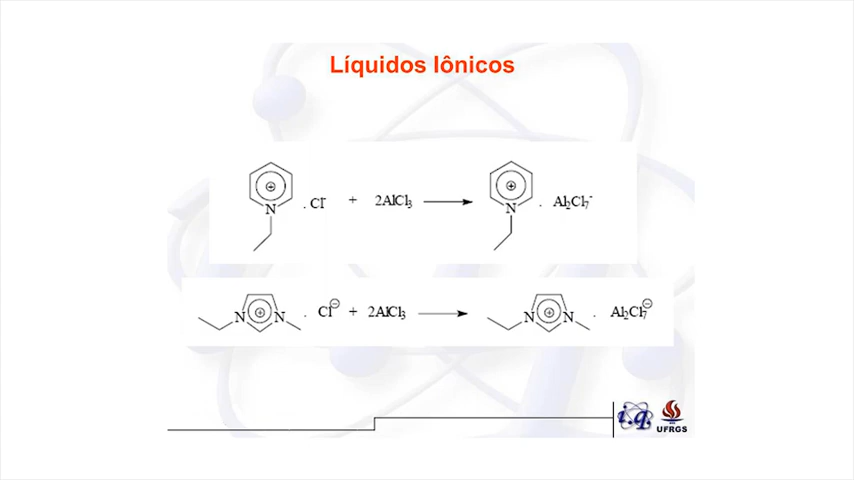 Líquidos Iônicos
N . Cl⁻ + 2AlCl₃ N . Al₂Cl₇⁻
N N . Cl⊖ + 2AlCl₃ N N . Al₂Cl₇⊖
i.q.
UFRGS